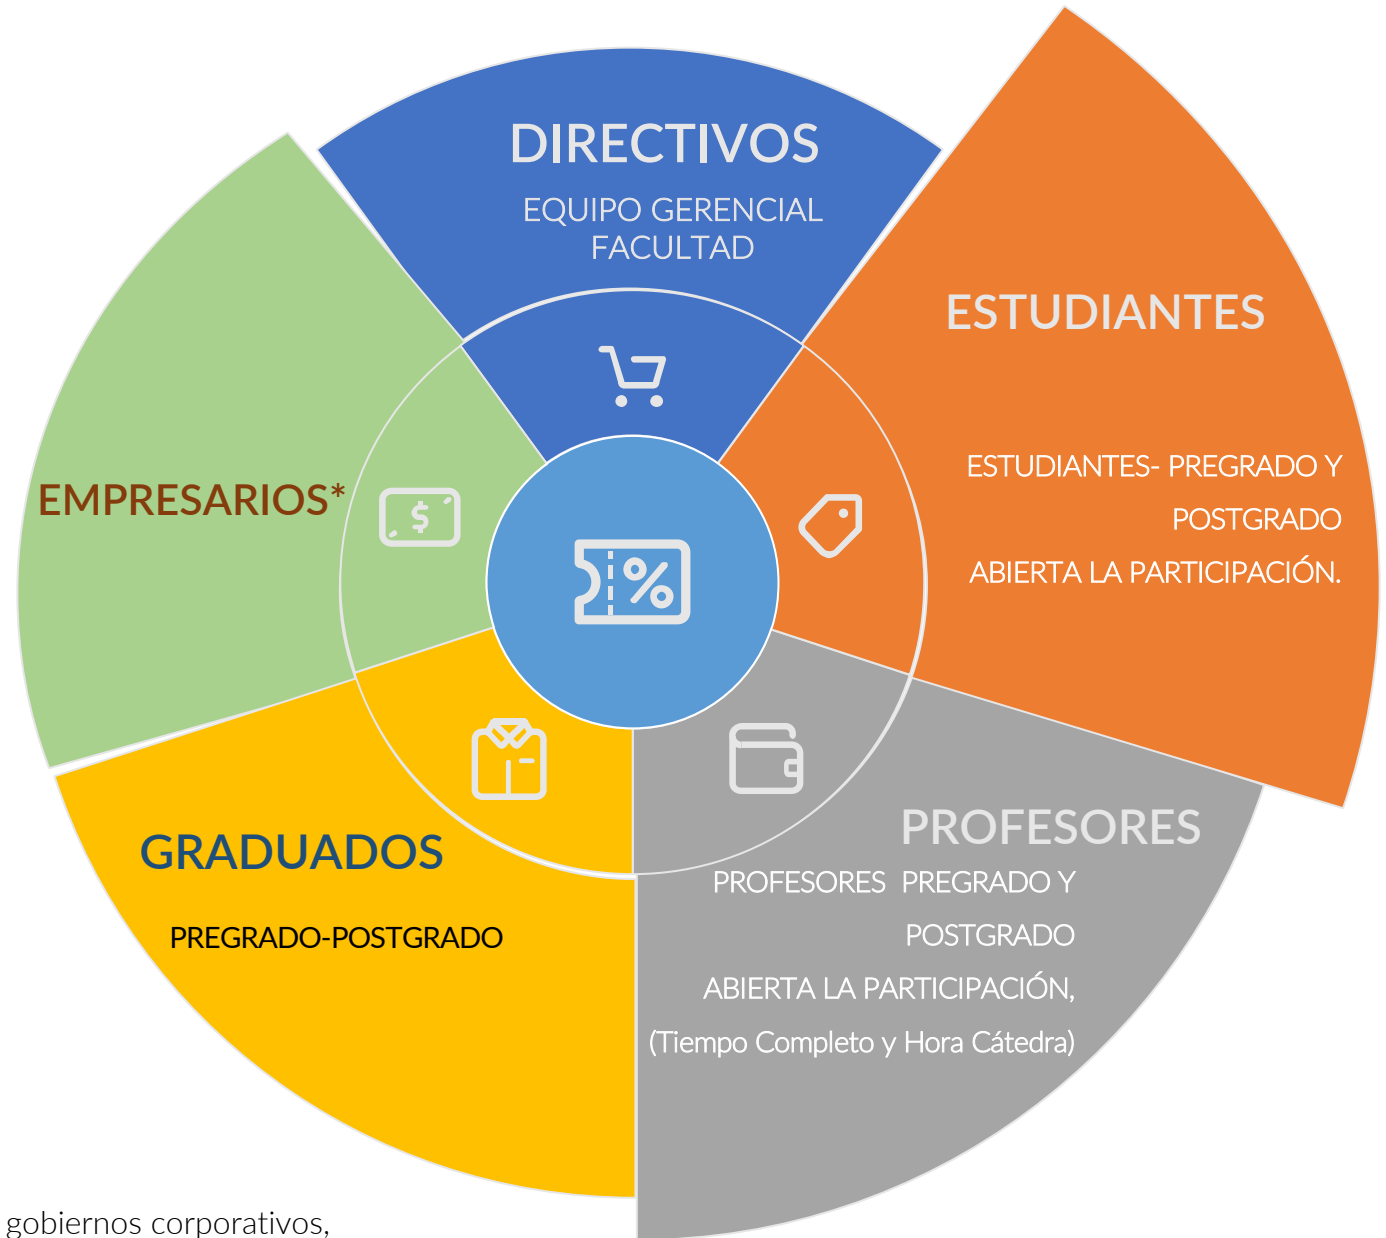 DIRECTIVOS
EQUIPO GERENCIAL
FACULTAD
ESTUDIANTES
ESTUDIANTES- PREGRADO Y
POSTGRADO
ABIERTA LA PARTICIPACIÓN.
EMPRESARIOS*
$
%
GRADUADOS
PREGRADO-POSTGRADO
PROFESORES
PROFESORES PREGRADO Y
POSTGRADO
ABIERTA LA PARTICIPACIÓN,
(Tiempo Completo y Hora Cátedra)
gobiernos corporativos,